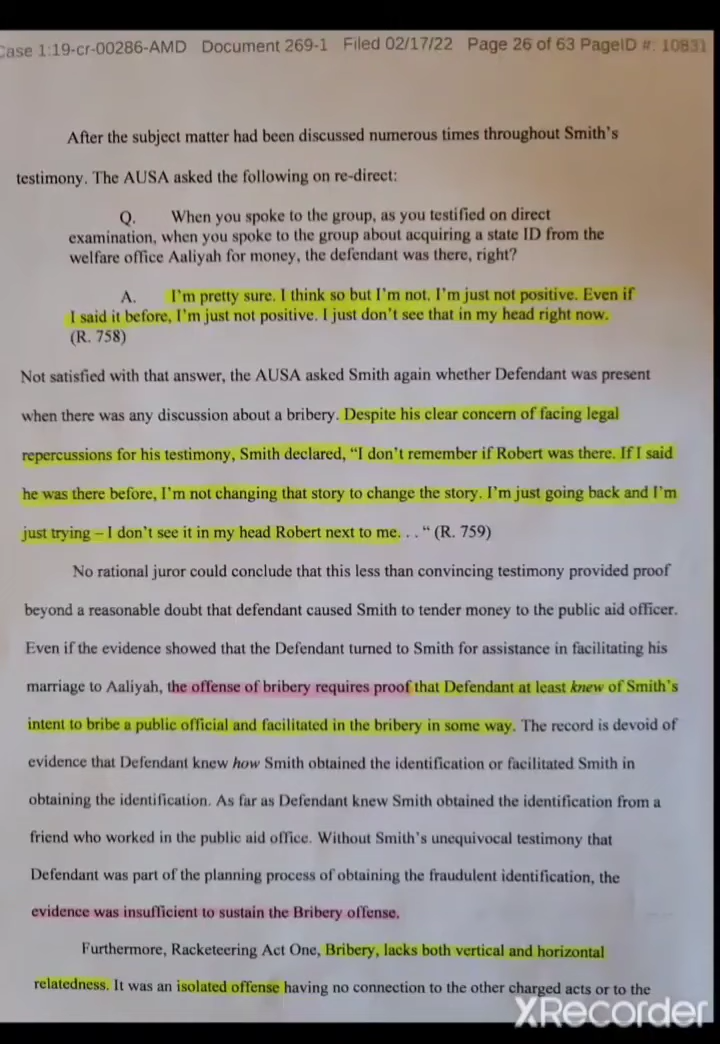 Case 1:19-cr-00286-AMD Document 269-1 Filed 02/17/22 Page 26 of 63 PageID #: 10831
After the subject matter had been discussed numerous times throughout Smith's
testimony. The AUSA asked the following on re-direct:
Q. When you spoke to the group, as you testified on direct
examination, when you spoke to the group about acquiring a state ID from the
welfare office Aaliyah for money, the defendant was there, right?
A. I'm pretty sure. I think so but I'm not. I'm just not positive. Even if
I said it before, I'm just not positive. I just don't see that in my head right now.
(R. 758)
Not satisfied with that answer, the AUSA asked Smith again whether Defendant was present
when there was any discussion about a bribery. Despite his clear concern of facing legal
repercussions for his testimony, Smith declared, “I don't remember if Robert was there. If I said
he was there before, I'm not changing that story to change the story. I'm just going back and I'm
just trying – I don't see it in my head Robert next to me. . . “ (R. 759)
No rational juror could conclude that this less than convincing testimony provided proof
beyond a reasonable doubt that defendant caused Smith to tender money to the public aid officer.
Even if the evidence showed that the Defendant turned to Smith for assistance in facilitating his
marriage to Aaliyah, the offense of bribery requires proof that Defendant at least knew of Smith's
intent to bribe a public official and facilitated in the bribery in some way. The record is devoid of
evidence that Defendant knew how Smith obtained the identification or facilitated Smith in
obtaining the identification. As far as Defendant knew Smith obtained the identification from a
friend who worked in the public aid office. Without Smith's unequivocal testimony that
Defendant was part of the planning process of obtaining the fraudulent identification, the
evidence was insufficient to sustain the Bribery offense.
Furthermore, Racketeering Act One, Bribery, lacks both vertical and horizontal
relatedness. It was an isolated offense having no connection to the other charged acts or to the
XRecorder